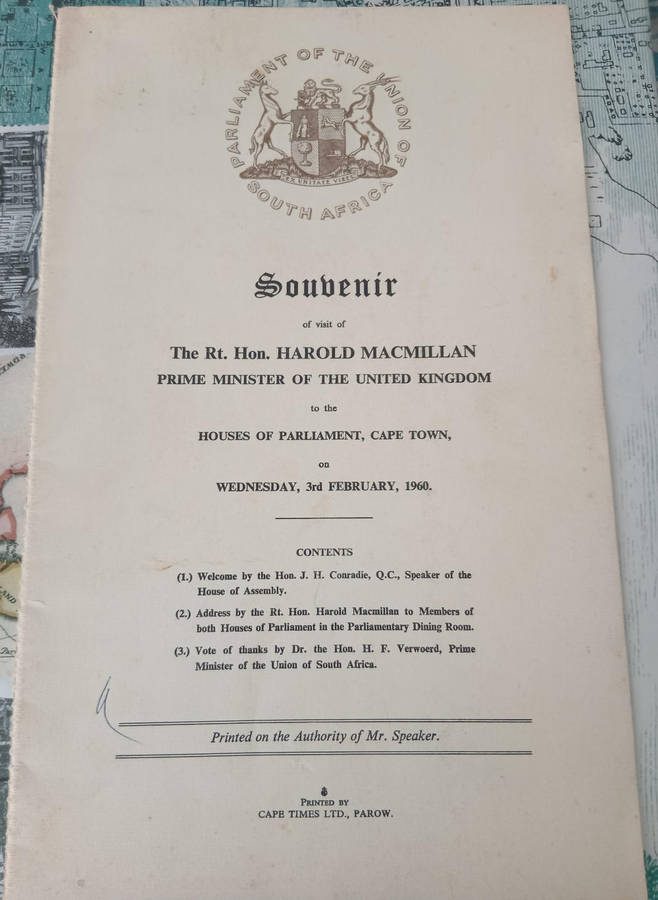 PARLIAMENT OF THE UNION OF
SOUTH AFRICA
EX UNITATE VIRES
Souvenir
of visit of
The Rt. Hon. HAROLD MACMILLAN
PRIME MINISTER OF THE UNITED KINGDOM
to the
HOUSES OF PARLIAMENT, CAPE TOWN,
on
WEDNESDAY, 3rd FEBRUARY, 1960.
CONTENTS
(1.) Welcome by the Hon. J. H. Conradie, Q.C., Speaker of the
House of Assembly.
(2.) Address by the Rt. Hon. Harold Macmillan to Members of
both Houses of Parliament in the Parliamentary Dining Room.
(3.) Vote of thanks by Dr. the Hon. H. F. Verwoerd, Prime
Minister of the Union of South Africa.
Printed on the Authority of Mr. Speaker.
PRINTED BY
CAPE TIMES LTD., PAROW.